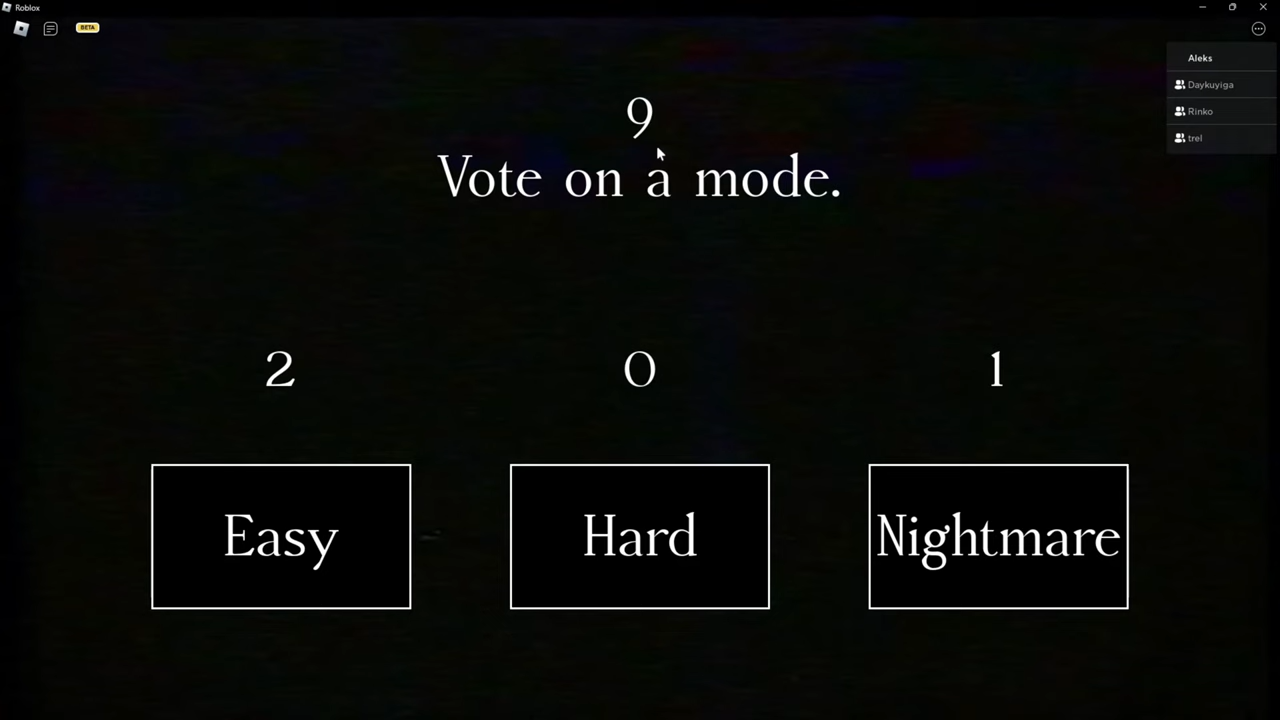 Roblox
BETA
Aleks
Daykuyiga
Rinko
trel
9
Vote on a mode.
2
0
1
Easy
Hard
Nightmare